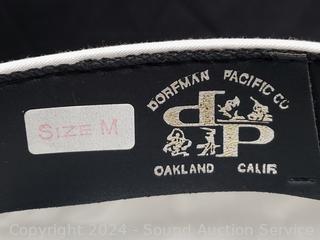 DORFMAN PACIFIC CO
SIZE M
dp
OAKLAND CALIF
Copyright 2024 - Sound Auction Service